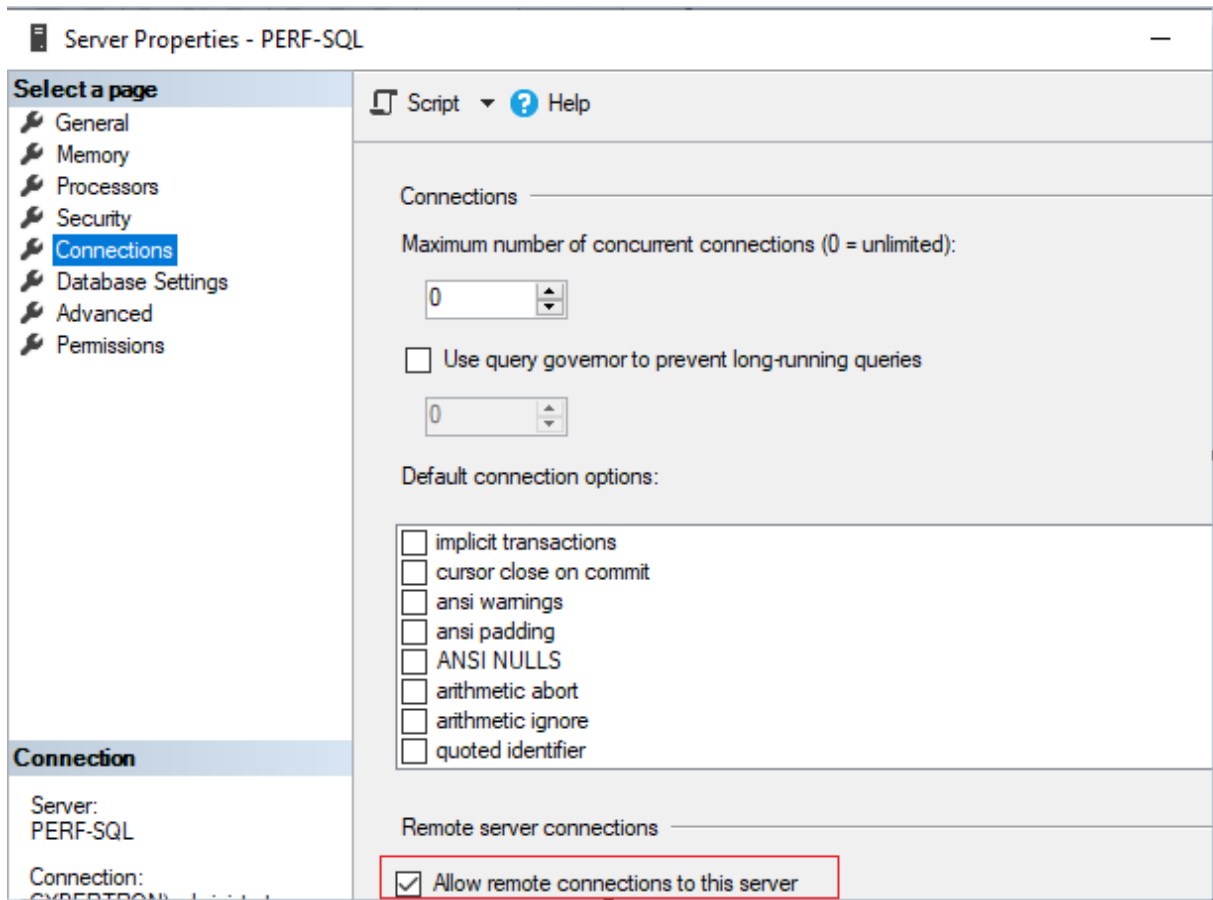 Server Properties - PERF-SQL
Select a page
General
Memory
Processors
Security
Connections
Database Settings
Advanced
Permissions
Script
Help
Connections
Maximum number of concurrent connections (0 = unlimited):
0
Use query governor to prevent long-running queries
0
Default connection options:
implicit transactions
cursor close on commit
ansi warnings
ansi padding
ANSI NULLS
arithmetic abort
arithmetic ignore
quoted identifier
Remote server connections
Allow remote connections to this server
Connection
Server:
PERF-SQL
Connection: